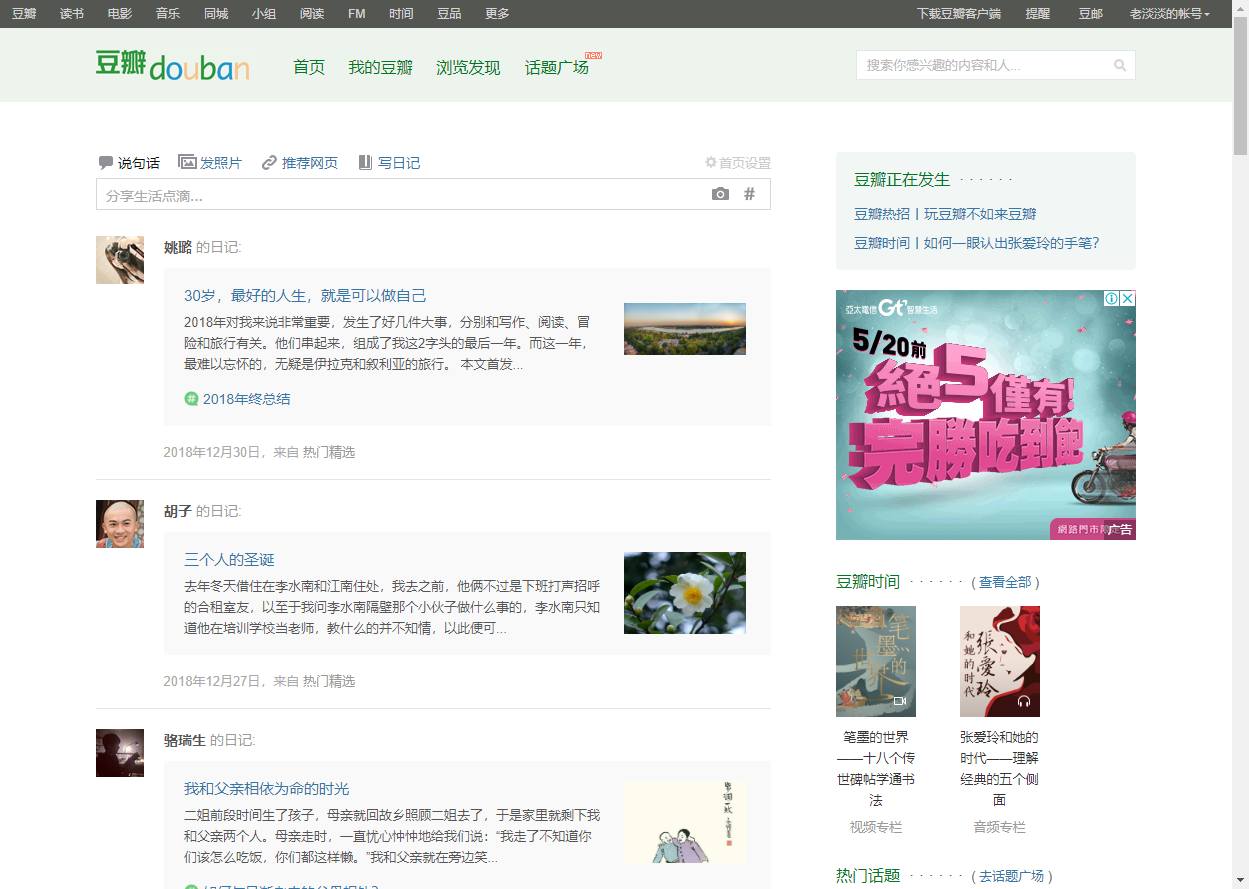 豆瓣 读书 电影 音乐 同城 小组 阅读 FM 时间 豆品 更多 下载豆瓣客户端 提醒 豆邮 老淡淡的帐号
豆瓣douban 首页 我的豆瓣 浏览发现 话题广场 new 搜索你感兴趣的内容和人...
说句话 发照片 推荐网页 写日记 首页设置
分享生活点滴... #
姚璐 的日记:
30岁，最好的人生，就是可以做自己
2018年对我来说非常重要，发生了好几件大事，分别和写作、阅读、冒
险和旅行有关。他们串起来，组成了我这2字头的最后一年。而这一年，
最难以忘怀的，无疑是伊拉克和叙利亚的旅行。 本文首发...
# 2018年终总结
2018年12月30日，来自 热门精选
胡子 的日记:
三个人的圣诞
去年冬天借住在李水南和江南住处，我去之前，他俩不过是下班打声招呼
的合租室友，以至于我问李水南隔壁那个小伙子做什么事的，李水南只知
道他在培训学校当老师，教什么的并不知情，以此便可...
2018年12月27日，来自 热门精选
骆瑞生 的日记:
我和父亲相依为命的时光
二姐前段时间生了孩子，母亲就回故乡照顾二姐去了，于是家里就剩下我
和父亲两个人。母亲走时，一直忧心忡忡地给我们说：“我走了不知道你
们该怎么吃饭，你们都这样懒。”我和父亲就在旁边笑...
豆瓣正在发生 · · · · · ·
豆瓣热招丨玩豆瓣不如来豆瓣
豆瓣时间丨如何一眼认出张爱玲的手笔？
亞太電信 Gt 智慧生活
5/20前
絕5僅有!
完勝吃到飽
網路門市
广告
豆瓣时间 · · · · · · ( 查看全部 )
笔墨的世界
张爱玲和她的时代
笔墨的世界
——十八个传
世碑帖学通书
法
视频专栏
张爱玲和她的
时代——理解
经典的五个侧
面
音频专栏
热门话题 · · · · · · ( 去话题广场 )